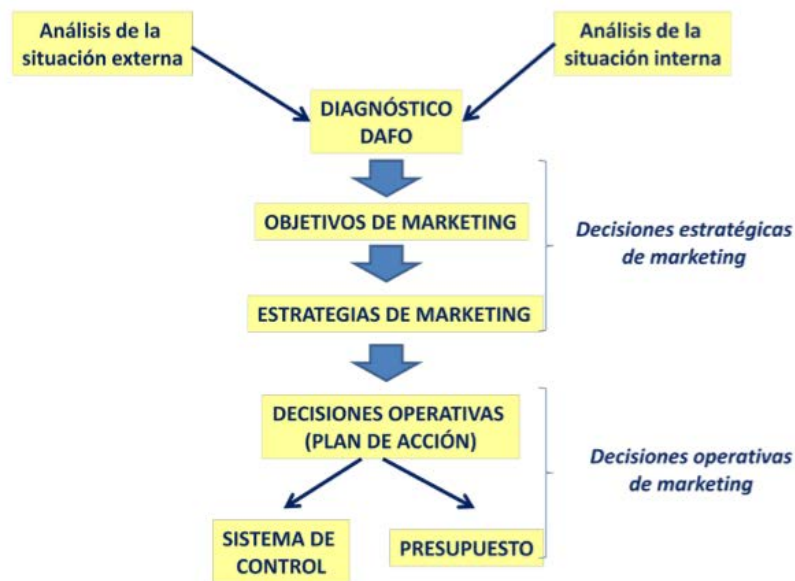 Análisis de la
situación externa
Análisis de la
situación interna
DIAGNÓSTICO
DAFO
OBJETIVOS DE MARKETING
Decisiones estratégicas
de marketing
ESTRATEGIAS DE MARKETING
DECISIONES OPERATIVAS
(PLAN DE ACCIÓN)
Decisiones operativas
de marketing
SISTEMA DE
CONTROL
PRESUPUESTO